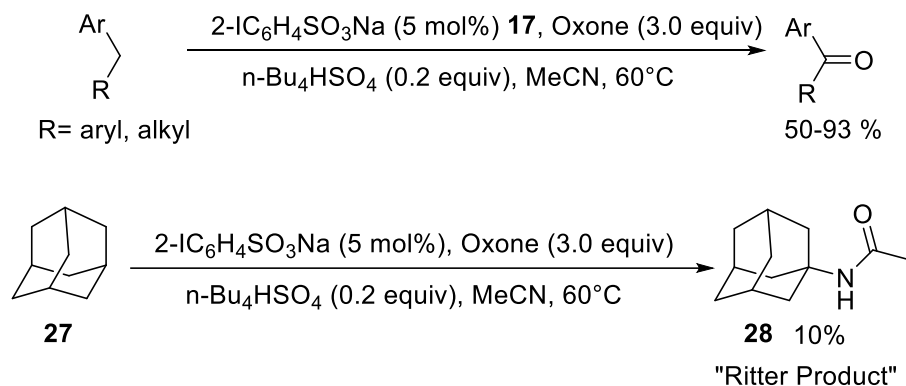 Ar
R
R= aryl, alkyl
2-IC6H4SO3Na (5 mol%) 17, Oxone (3.0 equiv)
n-Bu4HSO4 (0.2 equiv), MeCN, 60°C
Ar
O
R
50-93 %
27
2-IC6H4SO3Na (5 mol%), Oxone (3.0 equiv)
n-Bu4HSO4 (0.2 equiv), MeCN, 60°C
O
N
H
28 10%
"Ritter Product"